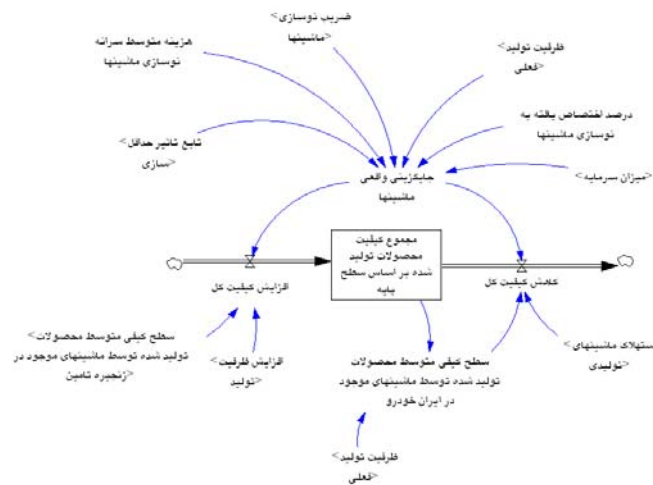 <ضریب نوسازی
ماشینها>
هزینه متوسط سرانه
نوسازی ماشینها
<ظرفیت تولید
فعلی>
درصد اختصاص یافته به
نوسازی ماشینها
<تابع تاثیر حداقل
سازی>
<میزان سرمایه>
جایگزینی واقعی
ماشینها
مجموع کیفیت
محصولات تولید
شده بر اساس سطح
پایه
افزایش کیفیت کل
کاهش کیفیت کل
<سطح کیفی متوسط محصولات
تولید شده توسط ماشینهای موجود در
زنجیره تامین>
<افزایش ظرفیت
تولید>
سطح کیفی متوسط محصولات
تولید شده توسط ماشینهای موجود
در ایران خودرو
ستهلاک ماشینهای>
تولیدی>
<ظرفیت تولید
فعلی>